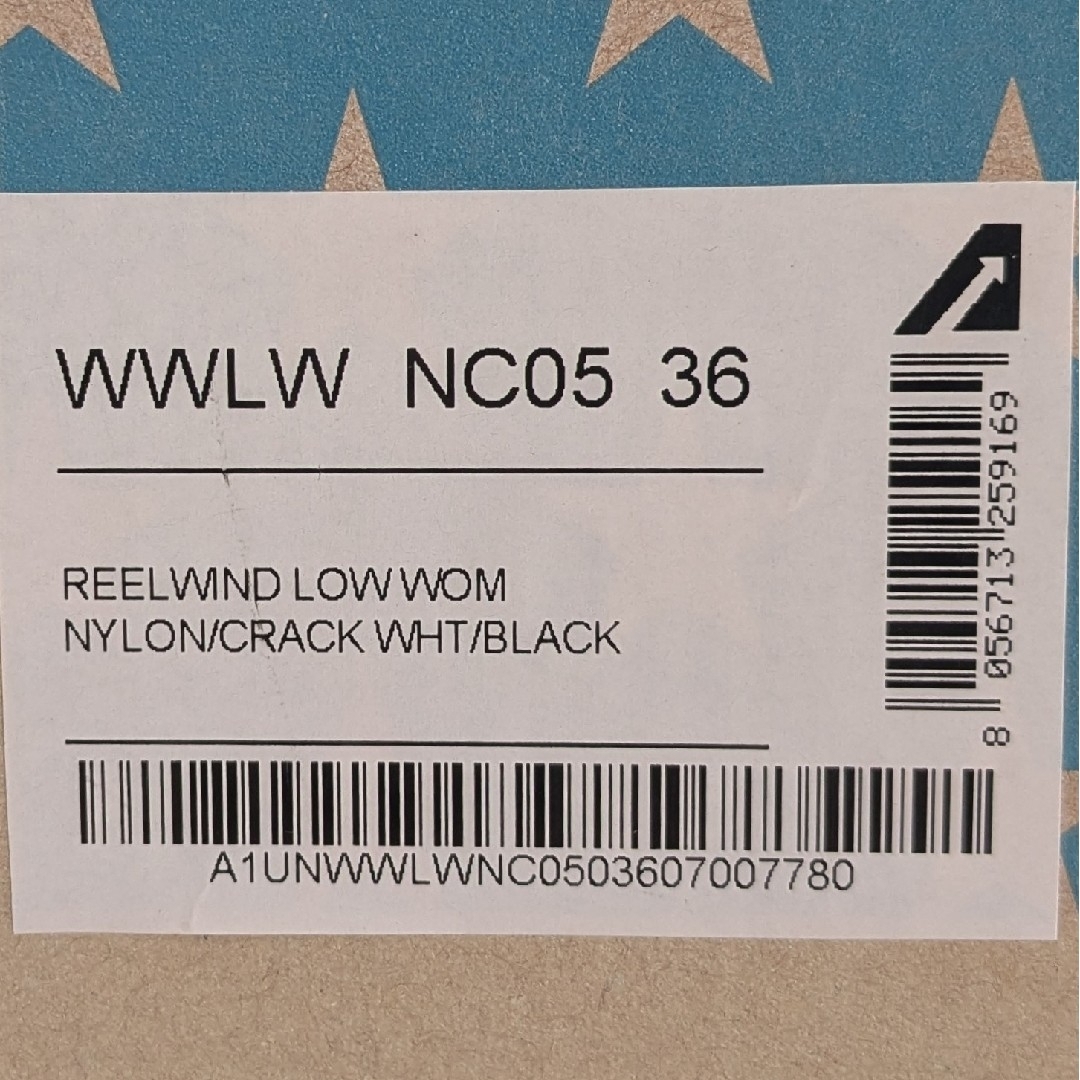 WWLW NC05 36
REELWIND LOW WOM
NYLON/CRACK WHT/BLACK
A1UNWWLWNC0503607007780
8 056713 259169